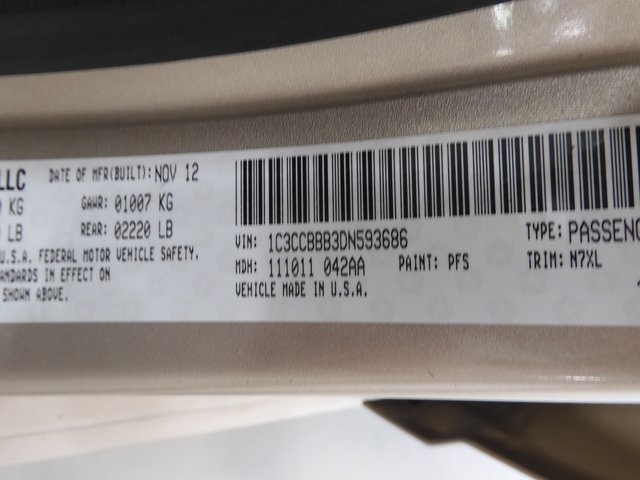 LLC DATE OF MFR(BUILT): NOV 12
KG GAWR: 01007 KG
LB REAR: 02220 LB
U.S.A. FEDERAL MOTOR VEHICLE SAFETY.
STANDARDS IN EFFECT ON
SHOWN ABOVE.
VIN: 1C3CCBBB3DN593686 TYPE: PASSENG
MDH: 111011 042AA PAINT: PFS TRIM: N7XL
VEHICLE MADE IN U.S.A.